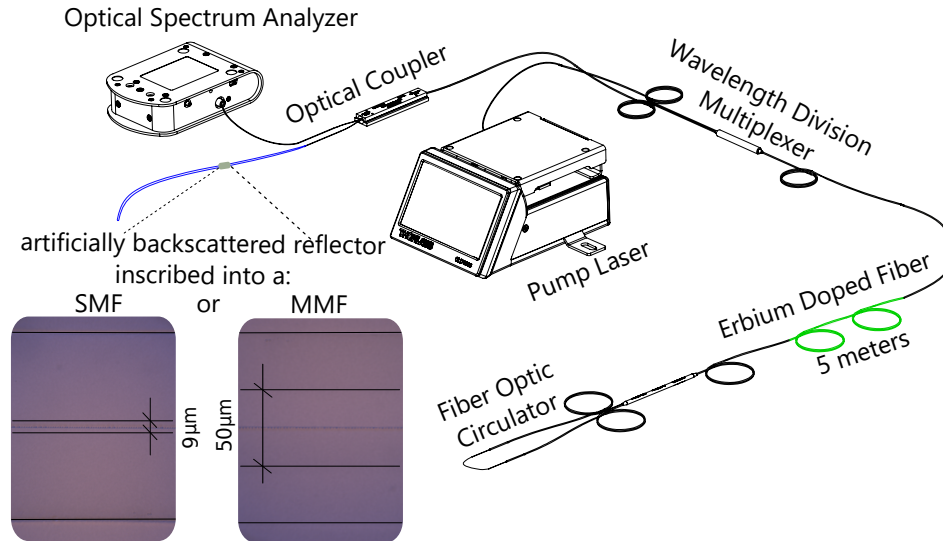 Optical Spectrum Analyzer
Optical Coupler
Wavelength Division
Multiplexer
THORLABS
Pump Laser
artificially backscattered reflector
inscribed into a:
SMF or MMF
9μm
50μm
Erbium Doped Fiber
5 meters
Fiber Optic
Circulator